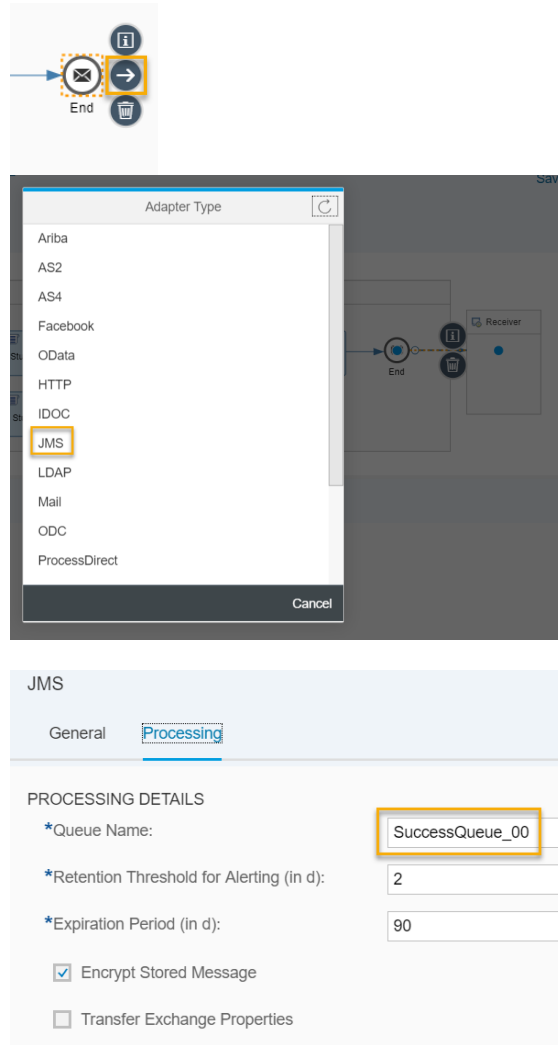 End
Sav
Adapter Type
Ariba
AS2
AS4
Facebook
OData
HTTP
IDOC
JMS
LDAP
Mail
ODC
ProcessDirect
Cancel
Receiver
End
JMS
General Processing
PROCESSING DETAILS
*Queue Name: SuccessQueue_00
*Retention Threshold for Alerting (in d): 2
*Expiration Period (in d): 90
Encrypt Stored Message
Transfer Exchange Properties